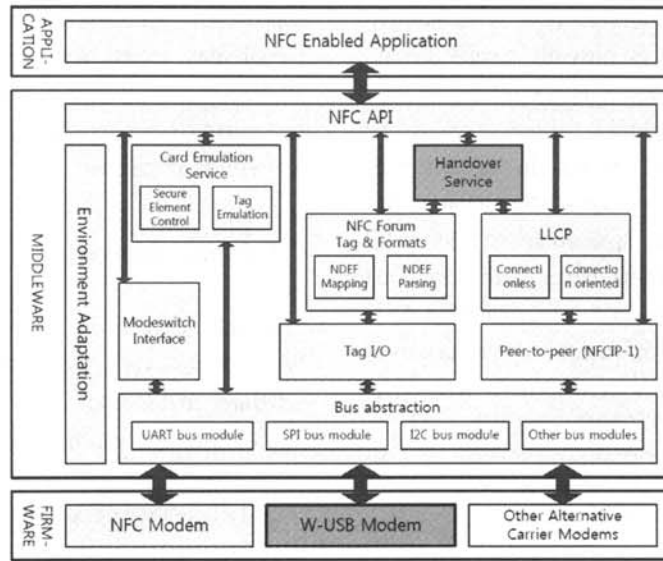 APPLI-
CATION
NFC Enabled Application
MIDDLEWARE
NFC API
Environment Adaptation
Card Emulation
Service
Secure
Element
Control
Tag
Emulation
Handover
Service
NFC Forum
Tag & Formats
NDEF
Mapping
NDEF
Parsing
LLCP
Connecti
onless
Connectio
n oriented
Modeswitch
Interface
Tag I/O
Peer-to-peer (NFCIP-1)
Bus abstraction
UART bus module
SPI bus module
I2C bus module
Other bus modules
FIRM-
WARE
NFC Modem
W-USB Modem
Other Alternative
Carrier Modems